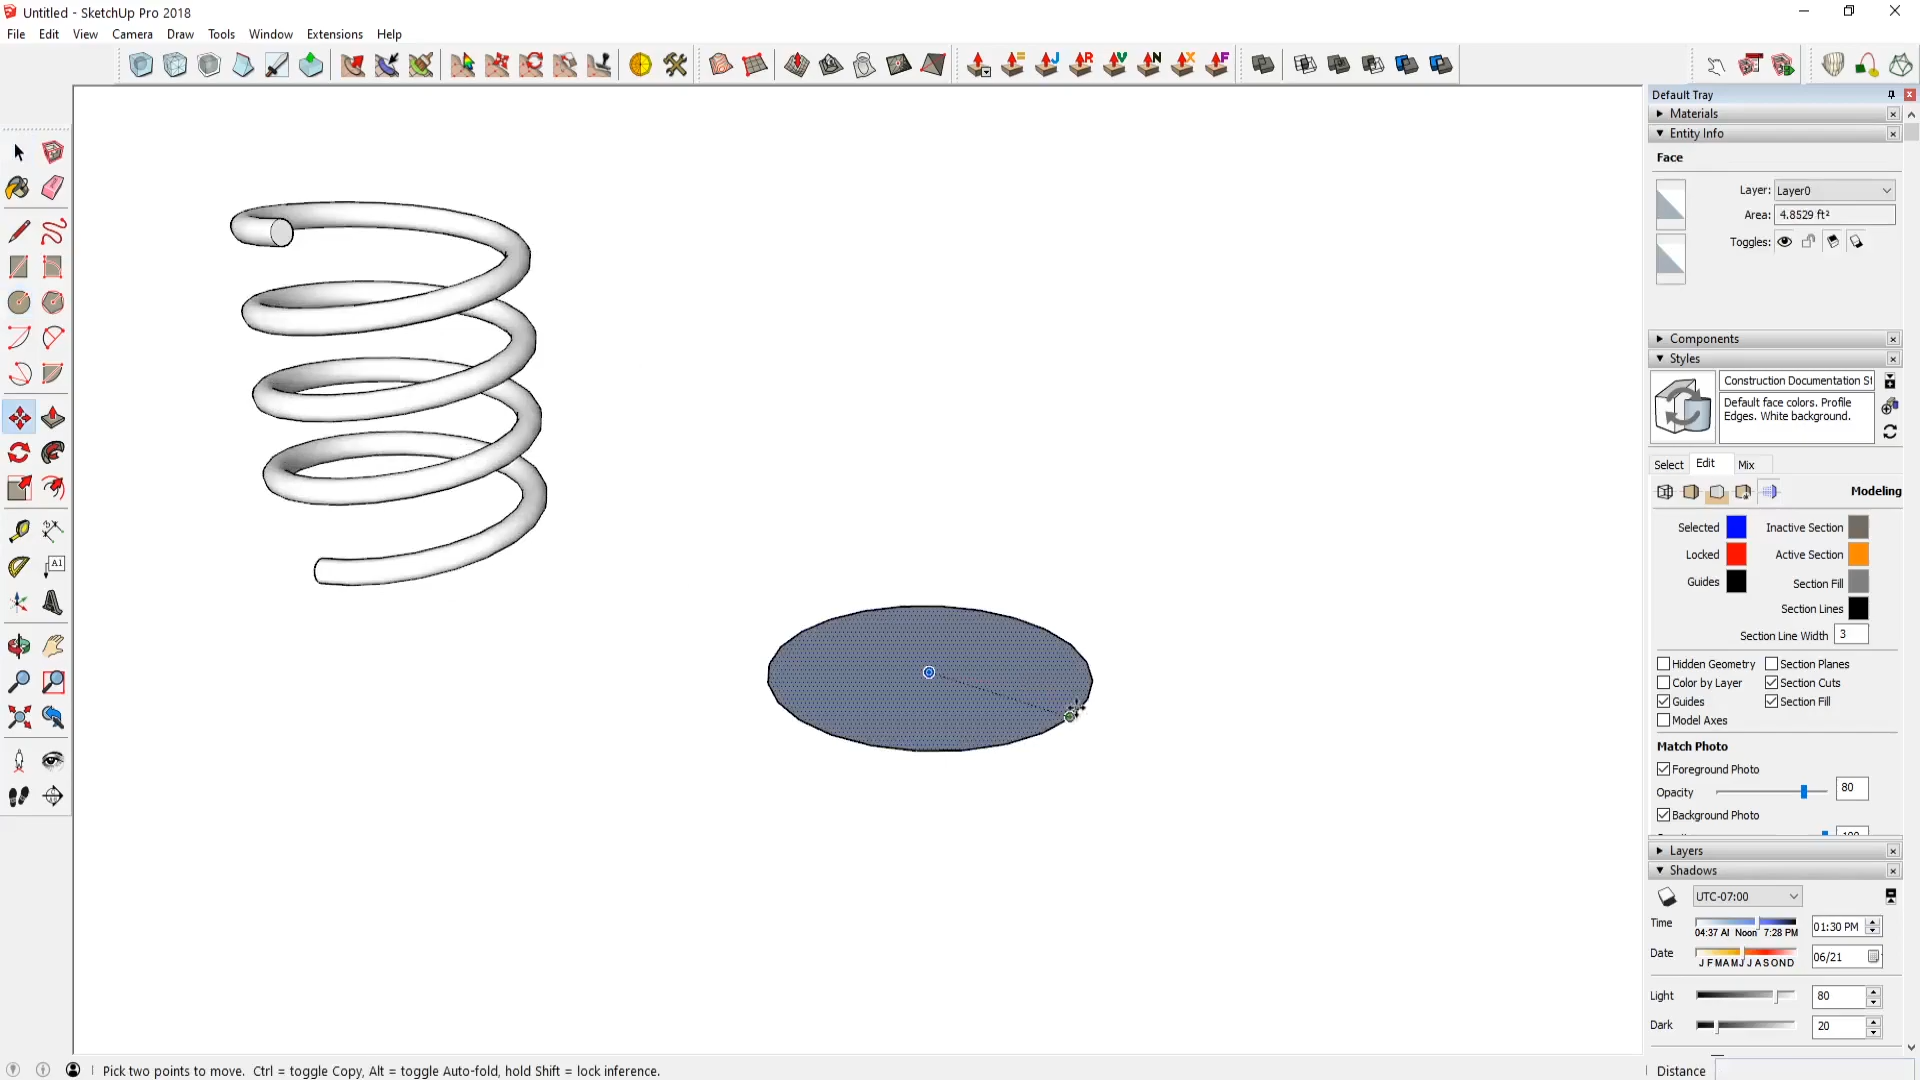 Untitled - SketchUp Pro 2018
File Edit View Camera Draw Tools Window Extensions Help
J R V N X F
Default Tray
Materials
Entity Info
Face
Layer: Layer0
Area: 4.8529 ft²
Toggles:
Components
Styles
Construction Documentation St
Default face colors. Profile
Edges. White background.
Select Edit Mix
Modeling
Selected Inactive Section
Locked Active Section
Guides Section Fill
Section Lines
Section Line Width 3
Hidden Geometry Section Planes
Color by Layer Section Cuts
Guides Section Fill
Model Axes
Match Photo
Foreground Photo
Opacity 80
Background Photo
A1
Layers
Shadows
UTC-07:00
Time 04:37 AI Noon 7:28 PM 01:30 PM
Date J F M A M J J A S O N D 06/21
Light 80
Dark 20
Pick two points to move. Ctrl = toggle Copy, Alt = toggle Auto-fold, hold Shift = lock inference.
Distance